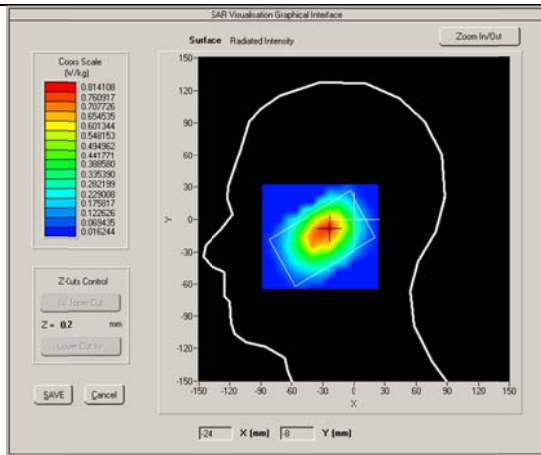 SAR Visualisation Graphical Interface
Surface Radiated Intensity
Zoom In/Out
Coors Scale
(W/kg)
0.814108
0.760917
0.707726
0.654535
0.601344
0.548153
0.494962
0.441771
0.388580
0.335390
0.282199
0.229008
0.175817
0.122626
0.069435
0.016244
150-
120-
90-
60-
30-
0-
-30-
-60-
-90-
-120-
-150-
Y
-150 -120 -90 -60 -30 0 30 60 90 120 150
X
Z-Cuts Control
<< Upper Cut
Z = 0.2 mm
Lower Cut >>
SAVE Cancel
-24 X (mm) -8 Y (mm)